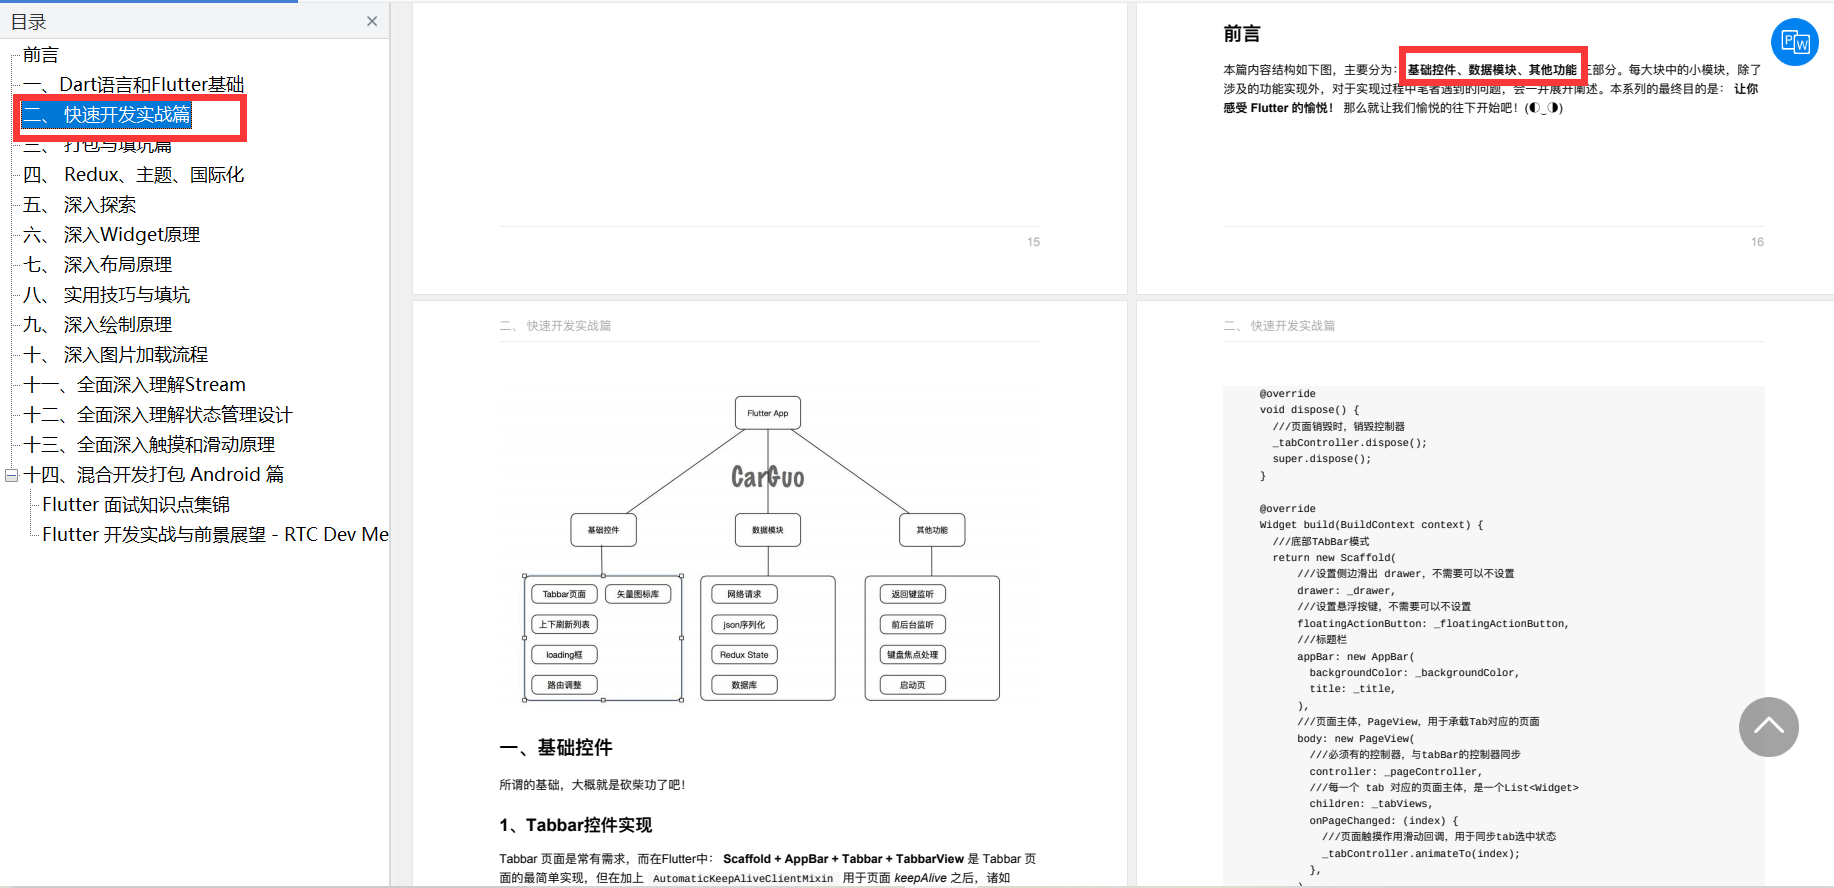 目录
前言
一、Dart语言和Flutter基础
二、 快速开发实战篇
三、 打包与填坑篇
四、 Redux、主题、国际化
五、 深入探索
六、 深入Widget原理
七、 深入布局原理
八、 实用技巧与填坑
九、 深入绘制原理
十、 深入图片加载流程
十一、全面深入理解Stream
十二、全面深入理解状态管理设计
十三、全面深入触摸和滑动原理
十四、混合开发打包 Android 篇
Flutter 面试知识点集锦
Flutter 开发实战与前景展望 - RTC Dev Me
15
前言
本篇内容结构如下图，主要分为： 基础控件、数据模块、其他功能 三部分。每大块中的小模块，除了
涉及的功能实现外，对于实现过程中笔者遇到的问题，会一并展开阐述。本系列的最终目的是： 让你
感受 Flutter 的愉悦！ 那么就让我们愉悦的往下开始吧！(◐‿◑)
16
二、 快速开发实战篇
Flutter App
CarGuo
基础控件
数据模块
其他功能
Tabbar页面 矢量图标库
上下刷新列表
loading框
路由调整
网络请求
json序列化
Redux State
数据库
返回键监听
前后台监听
键盘焦点处理
启动页
一、基础控件
所谓的基础，大概就是砍柴功了吧！
1、Tabbar控件实现
Tabbar 页面是常有需求，而在Flutter中： Scaffold + AppBar + Tabbar + TabbarView 是 Tabbar 页
面的最简单实现，但在加上 AutomaticKeepAliveClientMixin 用于页面 keepAlive 之后，诸如
二、 快速开发实战篇
@override
void dispose() {
///页面销毁时，销毁控制器
_tabController.dispose();
super.dispose();
}
@override
Widget build(BuildContext context) {
///底部TAbBar模式
return new Scaffold(
///设置侧边滑出 drawer，不需要可以不设置
drawer: _drawer,
///设置悬浮按键，不需要可以不设置
floatingActionButton: _floatingActionButton,
///标题栏
appBar: new AppBar(
backgroundColor: _backgroundColor,
title: _title,
),
///页面主体，PageView，用于承载Tab对应的页面
body: new PageView(
///必须有的控制器，与tabBar的控制器同步
controller: _pageController,
///每一个 tab 对应的页面主体，是一个List<Widget>
children: _tabViews,
onPageChanged: (index) {
///页面触摸作用滑动回调，用于同步tab选中状态
_tabController.animateTo(index);
},